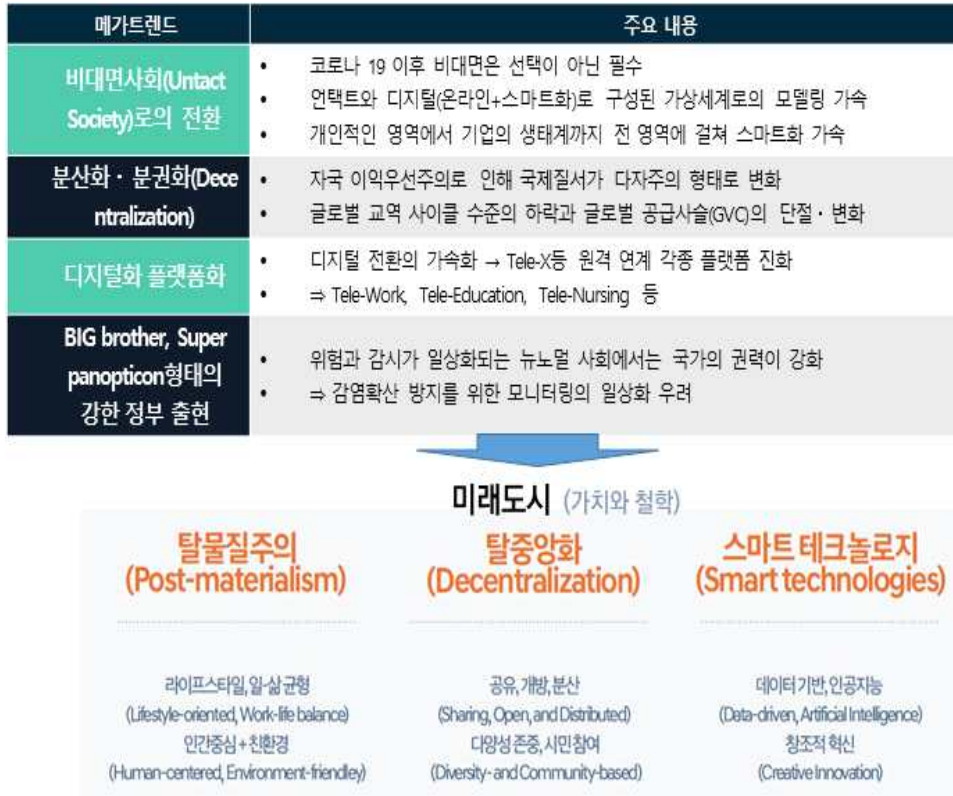 메가트렌드
주요 내용
비대면사회(Untact
Society)로의 전환
• 코로나 19 이후 비대면은 선택이 아닌 필수
• 언택트와 디지털(온라인+스마트화)로 구성된 가상세계로의 모델링 가속
• 개인적인 영역에서 기업의 생태계까지 전 영역에 걸쳐 스마트화 가속
분산화・분권화(Dece
ntralization)
• 자국 이익우선주의로 인해 국제질서가 다자주의 형태로 변화
• 글로벌 교역 사이클 수준의 하락과 글로벌 공급사슬(GVC)의 단절・변화
디지털화 플랫폼화
• 디지털 전환의 가속화 → Tele-X등 원격 연계 각종 플랫폼 진화
• ⇒ Tele-Work, Tele-Education, Tele-Nursing 등
BIG brother, Super
panopticon형태의
강한 정부 출현
• 위험과 감시가 일상화되는 뉴노멀 사회에서는 국가의 권력이 강화
• ⇒ 감염확산 방지를 위한 모니터링의 일상화 우려
미래도시 (가치와 철학)
탈물질주의
(Post-materialism)
라이프스타일, 일-삶 균형
(Lifestyle-oriented, Work-life balance)
인간중심 + 친환경
(Human-centered, Environment-friendley)
탈중앙화
(Decentralization)
공유, 개방, 분산
(Sharing, Open, and Distributed)
다양성 존중, 시민 참여
(Diversity- and Community-based)
스마트 테크놀로지
(Smart technologies)
데이터 기반, 인공지능
(Data-driven, Artificial Intelligence)
창조적 혁신
(Creative Innovation)